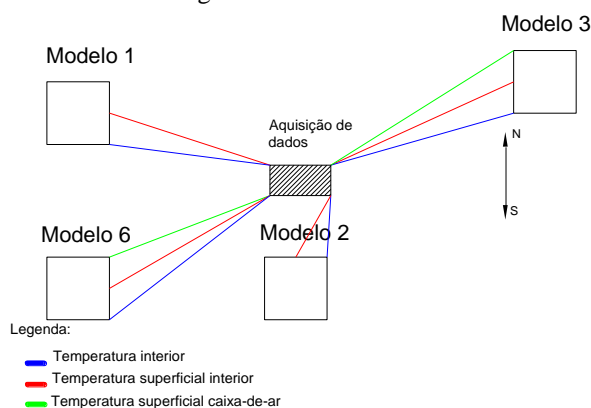 Modelo 3
Modelo 1
Aquisição de
dados
N
S
Modelo 6
Modelo 2
Legenda:
Temperatura interior
Temperatura superficial interior
Temperatura superficial caixa-de-ar